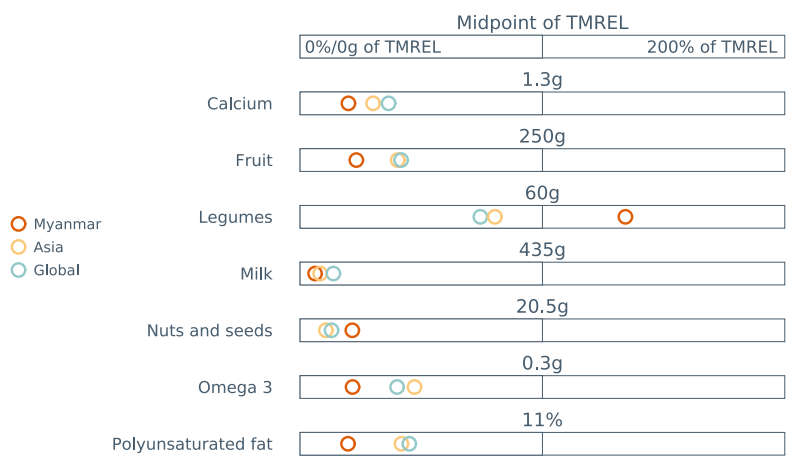 Midpoint of TMREL
0%/0g of TMREL 200% of TMREL
1.3g
Calcium
250g
Fruit
60g
Legumes
Myanmar
Asia
Global
435g
Milk
20.5g
Nuts and seeds
0.3g
Omega 3
11%
Polyunsaturated fat